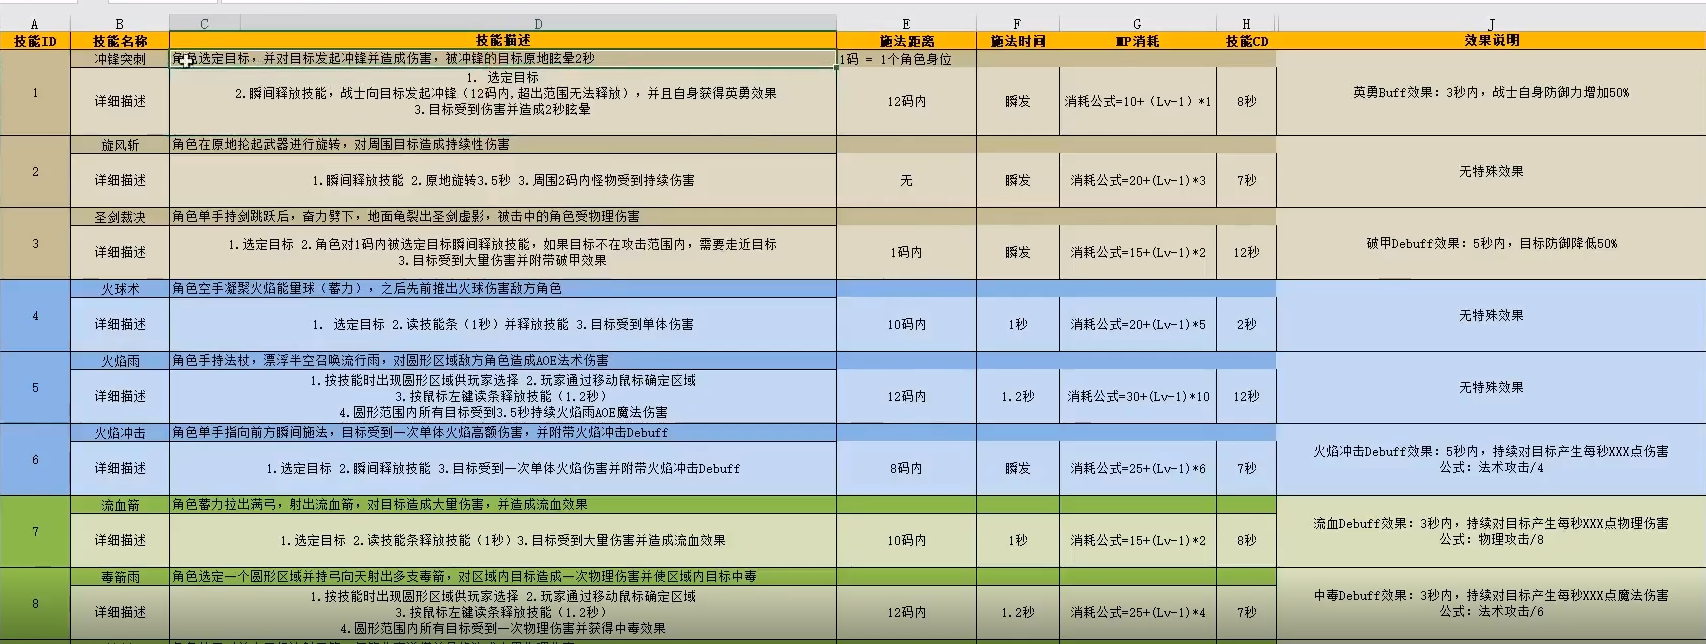 A B C D E F G H J
技能ID 技能名称 技能描述 施法距离 施法时间 MP消耗 技能CD 效果说明
冲锋突刺 角色选定目标，并对目标发起冲锋并造成伤害，被冲锋的目标原地眩晕2秒 1码 = 1个角色身位
1 详细描述
1. 选定目标
2.瞬间释放技能，战士向目标发起冲锋（12码内,超出范围无法释放），并且自身获得英勇效果
3.目标受到伤害并造成2秒眩晕
12码内 瞬发 消耗公式=10+（Lv-1）*1 8秒 英勇Buff效果：3秒内，战士自身防御力增加50%
旋风斩 角色在原地抡起武器进行旋转，对周围目标造成持续性伤害
2 详细描述 1.瞬间释放技能 2.原地旋转3.5秒 3.周围2码内怪物受到持续伤害 无 瞬发 消耗公式=20+(Lv-1)*3 7秒 无特殊效果
圣剑裁决 角色单手持剑跳跃后，奋力劈下，地面龟裂出圣剑虚影，被击中的角色受物理伤害
3 详细描述
1.选定目标 2.角色对1码内被选定目标瞬间释放技能，如果目标不在攻击范围内，需要走近目标
3.目标受到大量伤害并附带破甲效果
1码内 瞬发 消耗公式=15+(Lv-1)*2 12秒 破甲Debuff效果：5秒内，目标防御降低50%
火球术 角色空手凝聚火焰能量球（蓄力），之后先前推出火球伤害敌方角色
4 详细描述 1. 选定目标 2.读技能条（1秒）并释放技能 3.目标受到单体伤害 10码内 1秒 消耗公式=20+(Lv-1)*5 2秒 无特殊效果
火焰雨 角色手持法杖，漂浮半空召唤流行雨，对圆形区域敌方角色造成AOE法术伤害
5 详细描述
1.按技能时出现圆形区域供玩家选择 2.玩家通过移动鼠标确定区域
3.按鼠标左键读条释放技能（1.2秒）
4.圆形范围内所有目标受到3.5秒持续火焰雨AOE魔法伤害
12码内 1.2秒 消耗公式=30+(Lv-1)*10 12秒 无特殊效果
火焰冲击 角色单手指向前方瞬间施法，目标受到一次单体火焰高额伤害，并附带火焰冲击Debuff
6 详细描述 1.选定目标 2.瞬间释放技能 3.目标受到一次单体火焰伤害并附带火焰冲击Debuff 8码内 瞬发 消耗公式=25+(Lv-1)*6 7秒
火焰冲击Debuff效果：5秒内，持续对目标产生每秒XXX点伤害
公式：法术攻击/4
流血箭 角色蓄力拉出满弓，射出流血箭，对目标造成大量伤害，并造成流血效果
7 详细描述 1.选定目标 2.读技能条释放技能（1秒）3.目标受到大量伤害并造成流血效果 10码内 1秒 消耗公式=15+(Lv-1)*2 8秒
流血Debuff效果：3秒内，持续对目标产生每秒XXX点物理伤害
公式：物理攻击/8
毒箭雨 角色选定一个圆形区域并持弓向天射出多支毒箭，对区域内目标造成一次物理伤害并使区域内目标中毒
8 详细描述
1.按技能时出现圆形区域供玩家选择 2.玩家通过移动鼠标确定区域
3.按鼠标左键读条释放技能（1.2秒）
4.圆形范围内所有目标受到一次物理伤害并获得中毒效果
12码内 1.2秒 消耗公式=25+(Lv-1)*4 7秒
中毒Debuff效果：3秒内，持续对目标产生每秒XXX点魔法伤害
公式：法术攻击/6